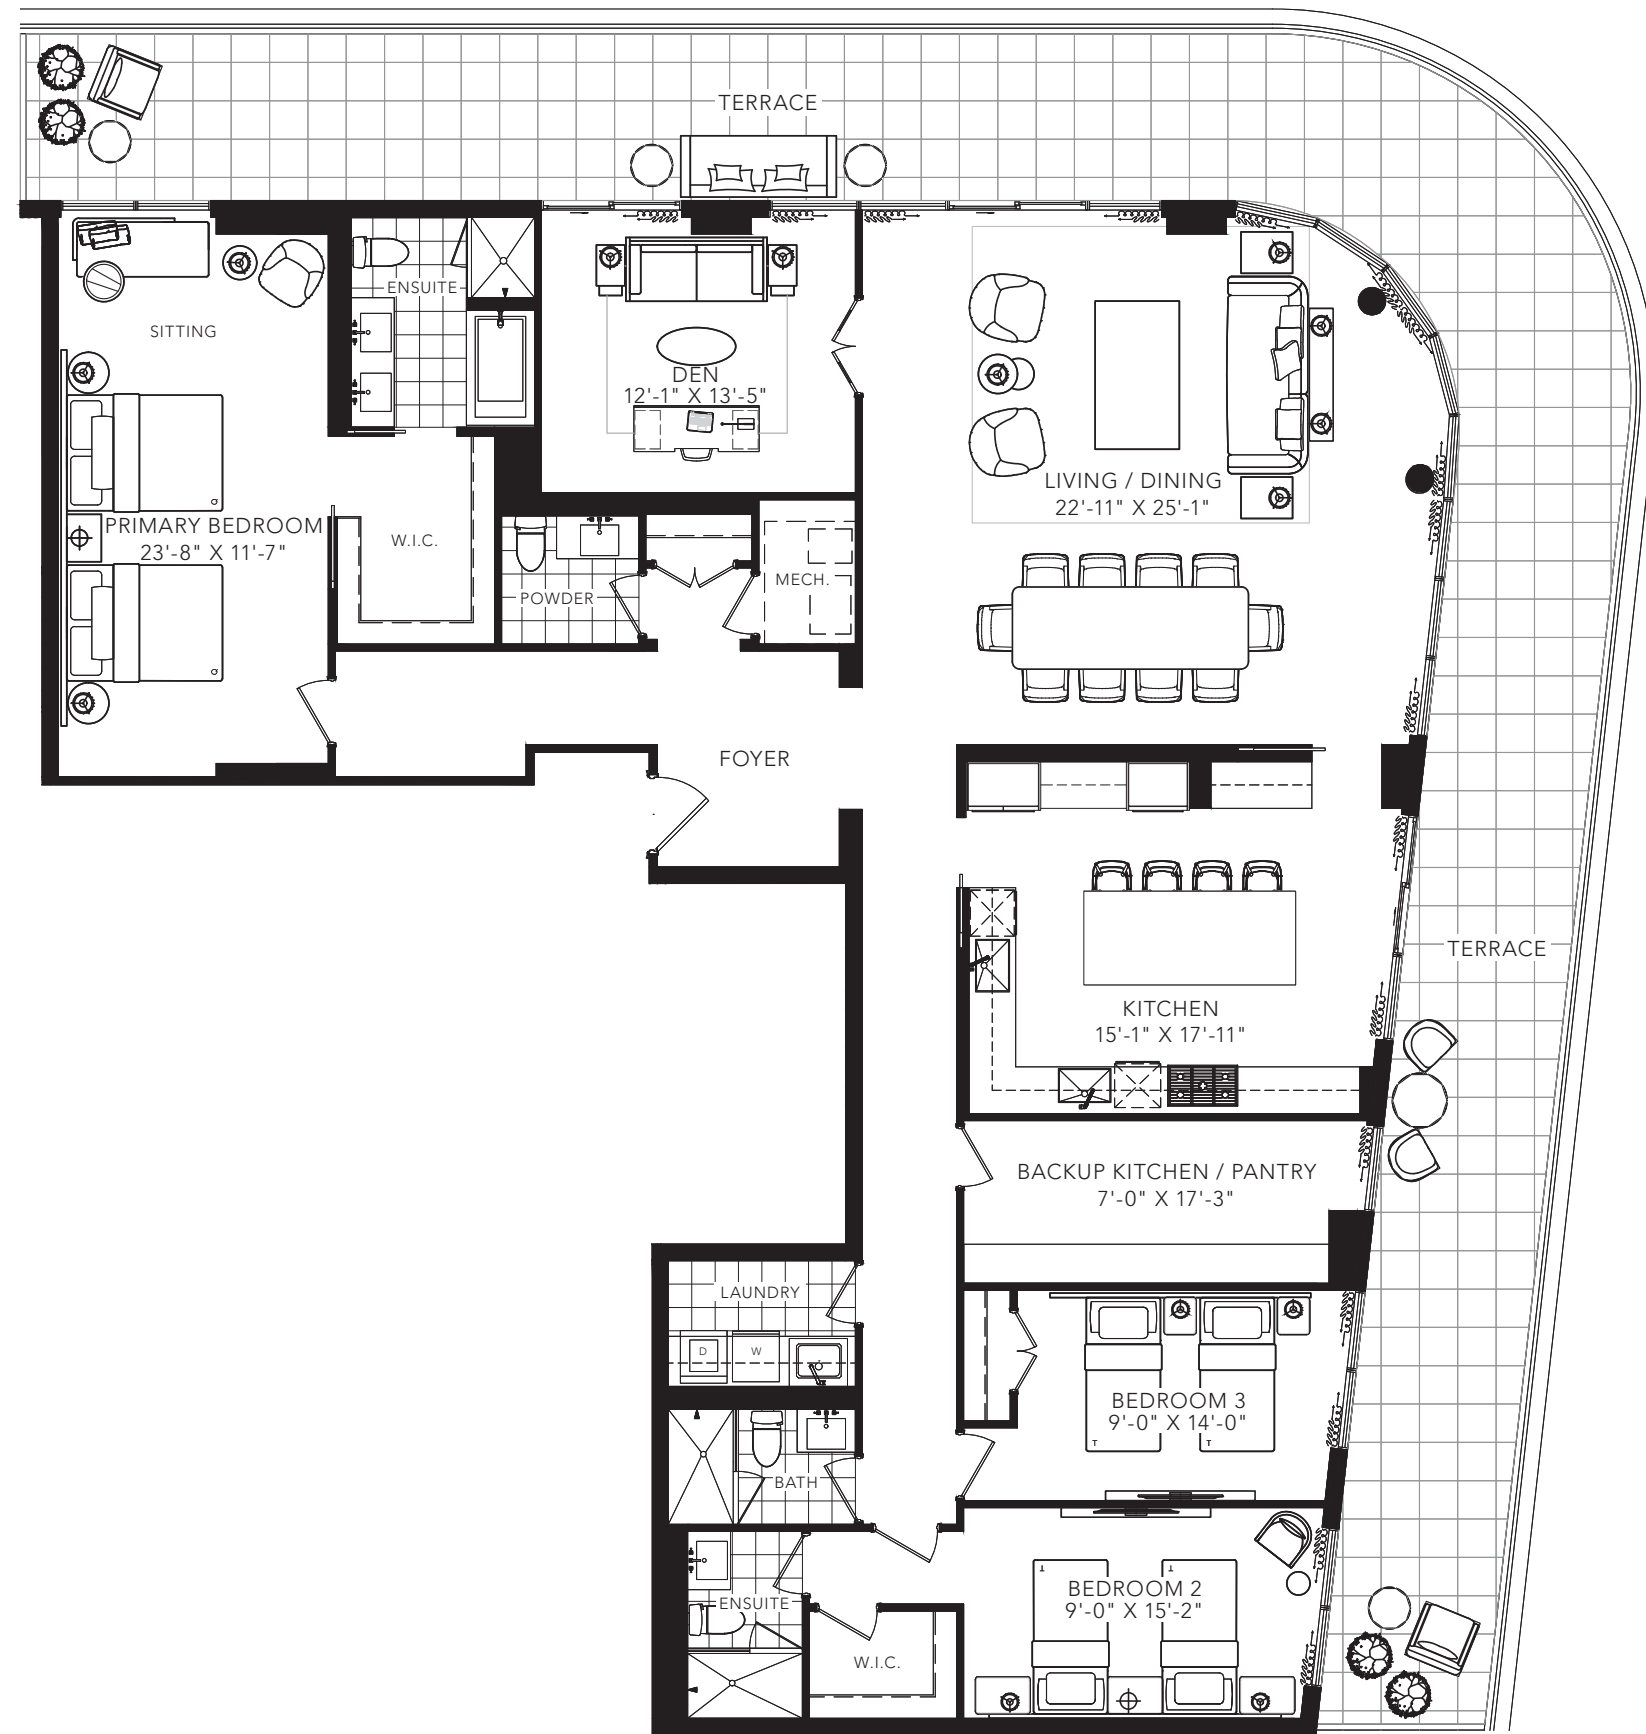 TERRACE
ENSUITE
SITTING
DEN
12'-1" X 13'-5"
LIVING / DINING
22'-11" X 25'-1"
PRIMARY BEDROOM
23'-8" X 11'-7"
W.I.C.
MECH.
POWDER
FOYER
TERRACE
KITCHEN
15'-1" X 17'-11"
BACKUP KITCHEN / PANTRY
7'-0" X 17'-3"
LAUNDRY
D
W
BEDROOM 3
9'-0" X 14'-0"
T
T
BATH
T
T
BEDROOM 2
9'-0" X 15'-2"
ENSUITE
W.I.C.